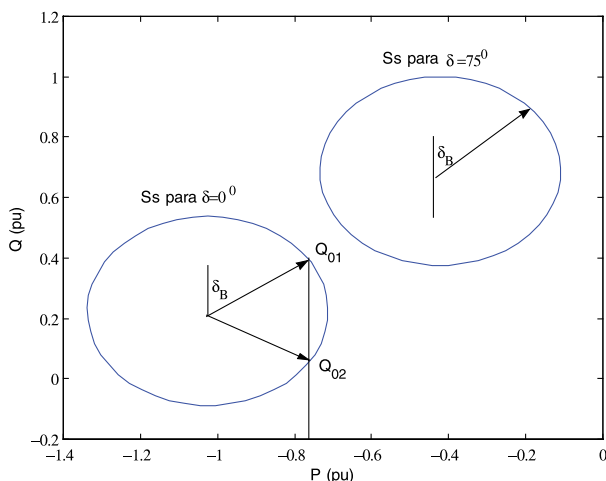 1.2
1
0.8
0.6
0.4
0.2
0
−0.2
Q (pu)
Ss para δ=75⁰
δB
Ss para δ=0⁰
δB
Q01
Q02
−1.4
−1.2
−1
−0.8
−0.6
−0.4
−0.2
0
P (pu)